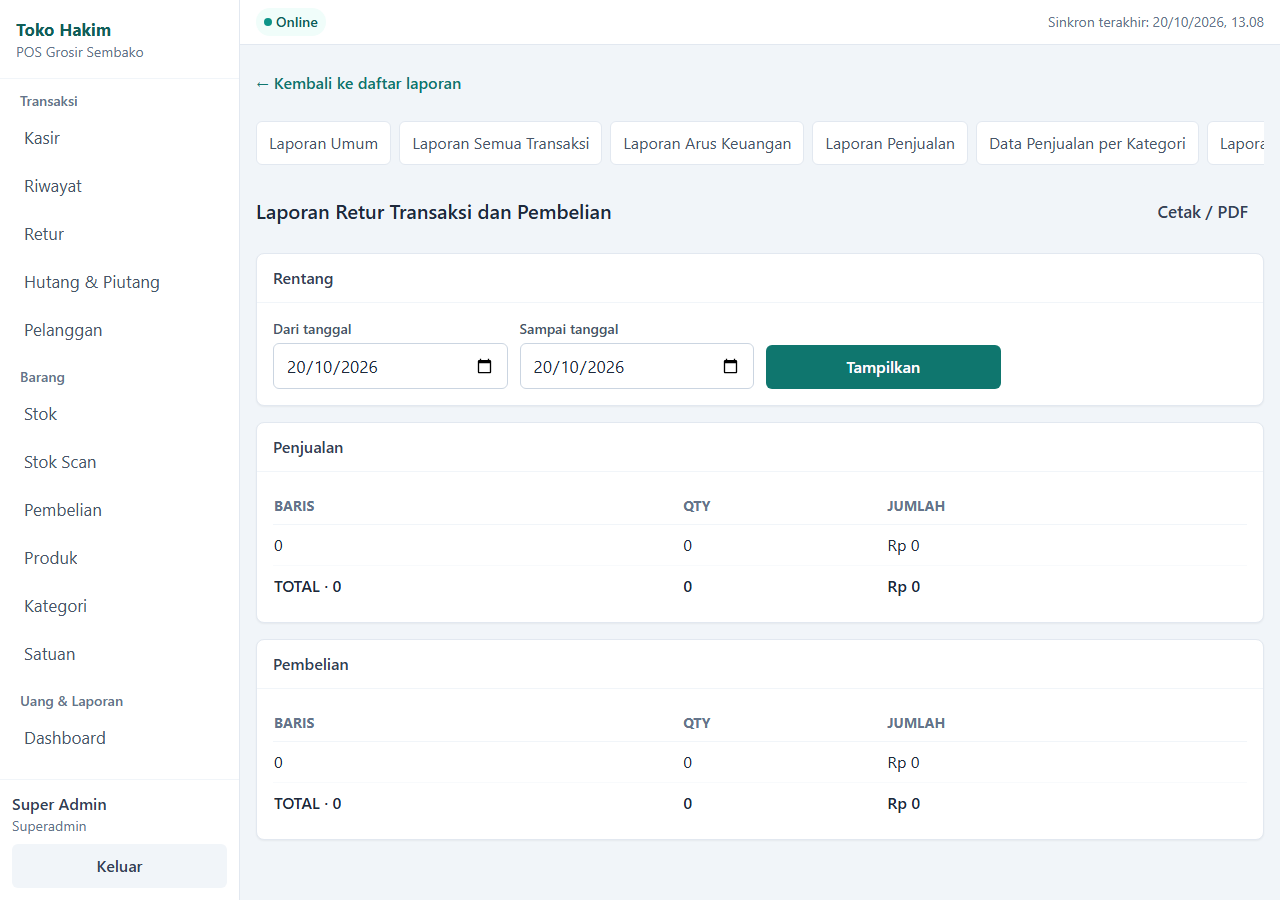 Toko Hakim
POS Grosir Sembako
Transaksi
Kasir
Riwayat
Retur
Hutang & Piutang
Pelanggan
Barang
Stok
Stok Scan
Pembelian
Produk
Kategori
Satuan
Uang & Laporan
Dashboard
Super Admin
Superadmin
Keluar
Online
Sinkron terakhir: 20/10/2026, 13.08
← Kembali ke daftar laporan
Laporan Umum Laporan Semua Transaksi Laporan Arus Keuangan Laporan Penjualan Data Penjualan per Kategori
Laporan Retur Transaksi dan Pembelian Cetak / PDF
Rentang
Dari tanggal Sampai tanggal
20/10/2026 20/10/2026 Tampilkan
Penjualan
BARIS QTY JUMLAH
0 0 Rp 0
TOTAL · 0 0 Rp 0
Pembelian
BARIS QTY JUMLAH
0 0 Rp 0
TOTAL · 0 0 Rp 0